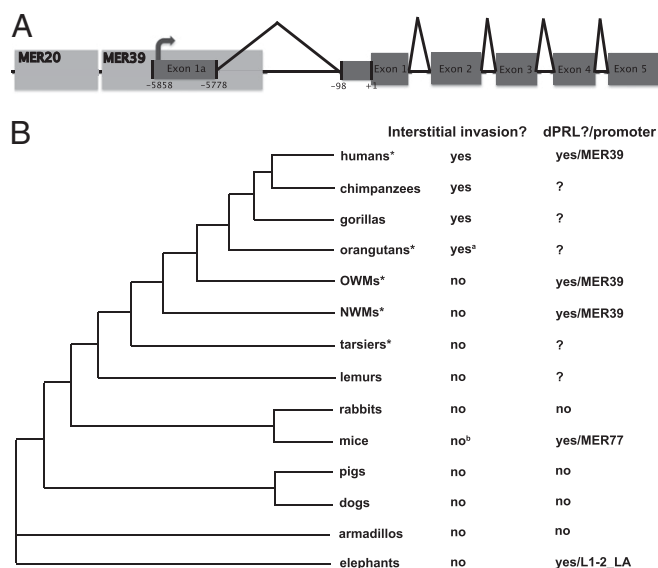 A
MER20 MER39 Exon 1a Exon 1 Exon 2 Exon 3 Exon 4 Exon 5
-5858 -5778 -98 +1
B
Interstitial invasion? dPRL?/promoter
humans* yes yes/MER39
chimpanzees yes ?
gorillas yes ?
orangutans* yesᵃ ?
OWMs* no yes/MER39
NWMs* no yes/MER39
tarsiers* no ?
lemurs no ?
rabbits no no
mice noᵇ yes/MER77
pigs no no
dogs no no
armadillos no no
elephants no yes/L1-2_LA